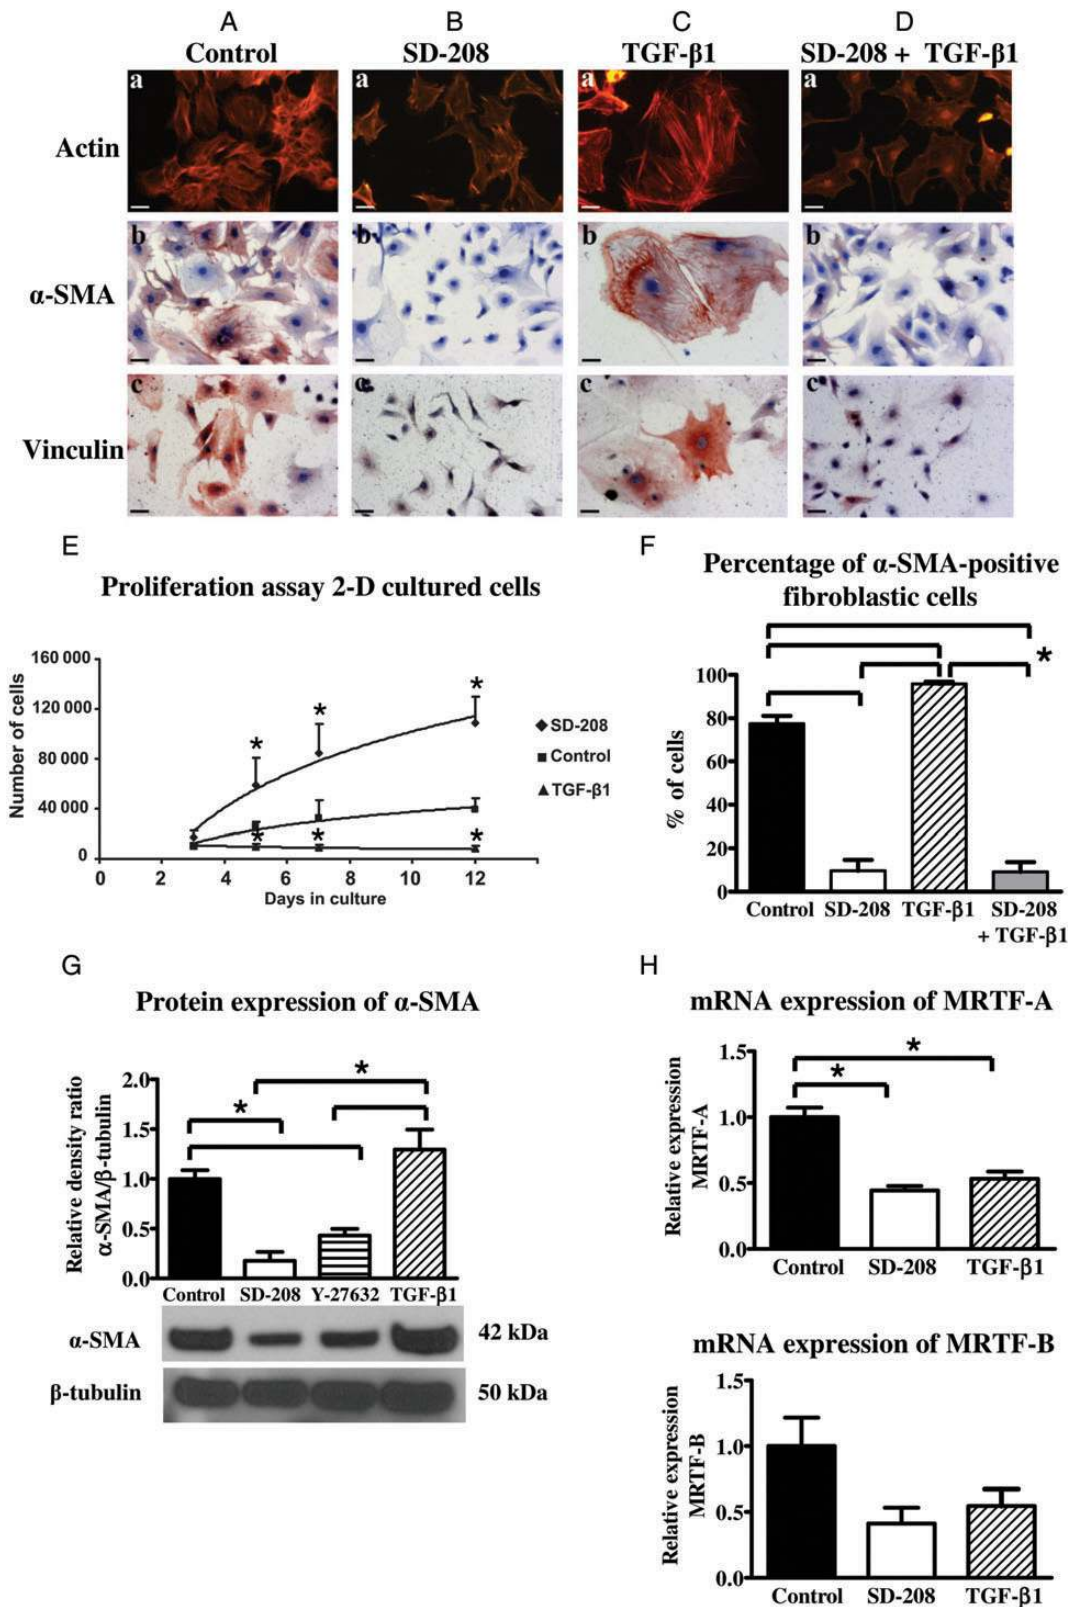 A B C D
Control SD-208 TGF-β1 SD-208 + TGF-β1
Actin a a a a
α-SMA b b b b
Vinculin c c c c
E
Proliferation assay 2-D cultured cells
Number of cells
160 000
120 000
80 000
40 000
0
* * *
* * *
SD-208
Control
TGF-β1
0 2 4 6 8 10 12
Days in culture
F
Percentage of α-SMA-positive
fibroblastic cells
*
% of cells
100
80
60
40
20
0
Control SD-208 TGF-β1 SD-208
+ TGF-β1
G
Protein expression of α-SMA
Relative density ratio
α-SMA/β-tubulin
2.0
1.5
1.0
0.5
0.0
*
*
Control SD-208 Y-27632 TGF-β1
α-SMA 42 kDa
β-tubulin 50 kDa
H
mRNA expression of MRTF-A
Relative expression
MRTF-A
1.5
1.0
0.5
0.0
*
*
Control SD-208 TGF-β1
mRNA expression of MRTF-B
Relative expression
MRTF-B
1.5
1.0
0.5
0.0
Control SD-208 TGF-β1